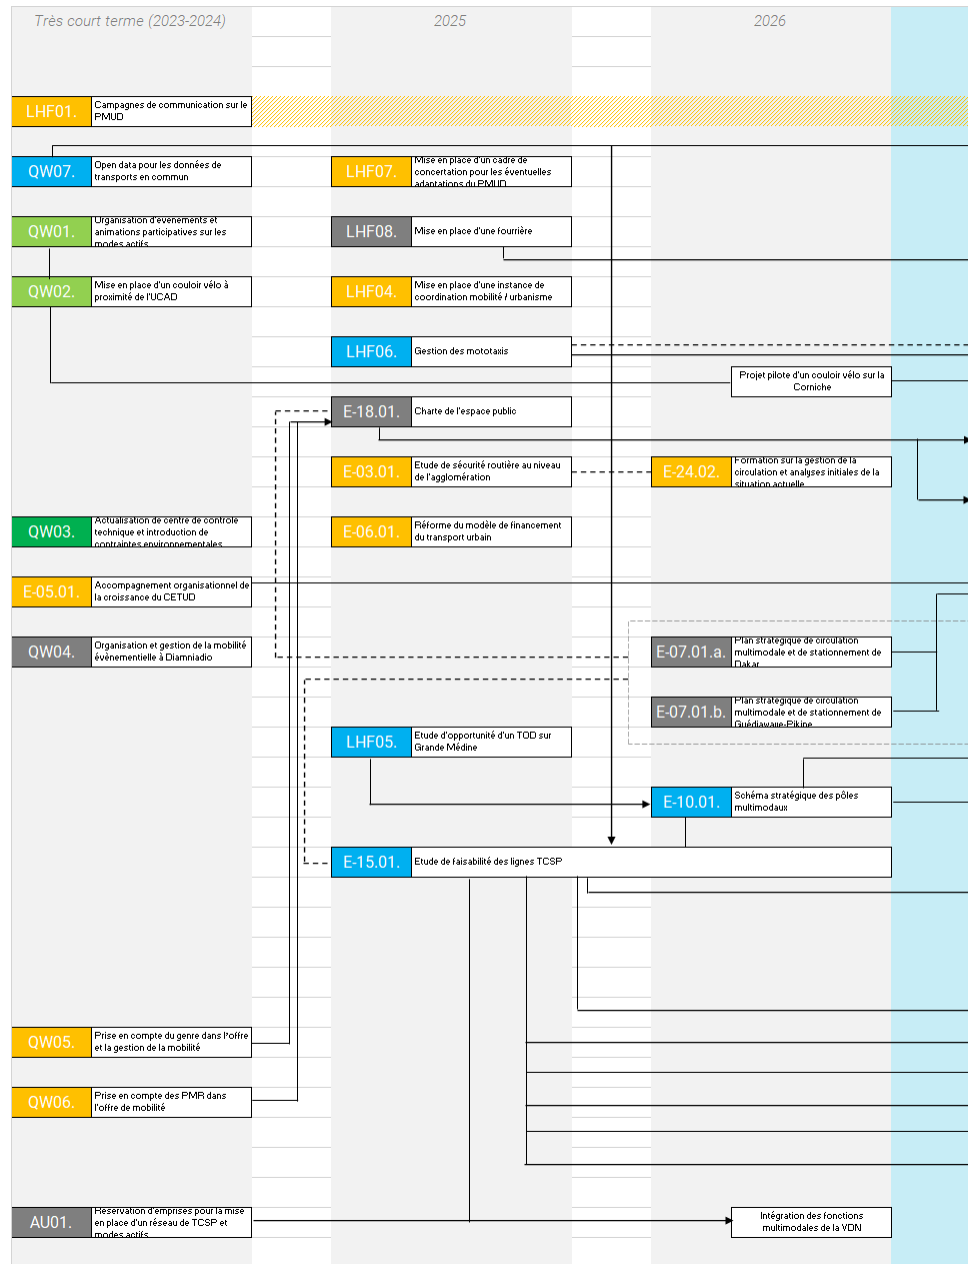 Très court terme (2023-2024)
2025
2026
LHF01.
Campagnes de communication sur le
PMUD
QW07.
Open data pour les données de
transports en commun
LHF07.
Mise en place d'un cadre de
concertation pour les éventuelles
adaptations du PMUD
QW01.
Organisation d'évènements et
animations participatives sur les
modes actifs
LHF08.
Mise en place d'une fourrière
QW02.
Mise en place d'un couloir vélo à
proximité de l'UCAD
LHF04.
Mise en place d'une instance de
coordination mobilité / urbanisme
LHF06.
Gestion des mototaxis
Projet pilote d'un couloir vélo sur la
Corniche
E-18.01.
Charte de l'espace public
E-03.01.
Etude de sécurité routière au niveau
de l'agglomération
E-24.02.
Formation sur la gestion de la
circulation et analyses initiales de la
situation actuelle
QW03.
Actualisation de centre de contrôle
technique et introduction de
contraintes environnementales
E-06.01.
Réforme du modèle de financement
du transport urbain
E-05.01.
Accompagnement organisationnel de
la croissance du CETUD
QW04.
Organisation et gestion de la mobilité
évènementielle à Diamniadio
E-07.01.a.
Plan stratégique de circulation
multimodale et de stationnement de
Dakar
E-07.01.b.
Plan stratégique de circulation
multimodale et de stationnement de
Guédiawaye-Pikine
LHF05.
Etude d'opportunité d'un TOD sur
Grande Médine
E-10.01.
Schéma stratégique des pôles
multimodaux
E-15.01.
Etude de faisabilité des lignes TCSP
QW05.
Prise en compte du genre dans l'offre
et la gestion de la mobilité
QW06.
Prise en compte des PMR dans
l'offre de mobilité
AU01.
Réservation d'emprises pour la mise
en place d'un réseau de TCSP et
modes actifs
Intégration des fonctions
multimodales de la VDN